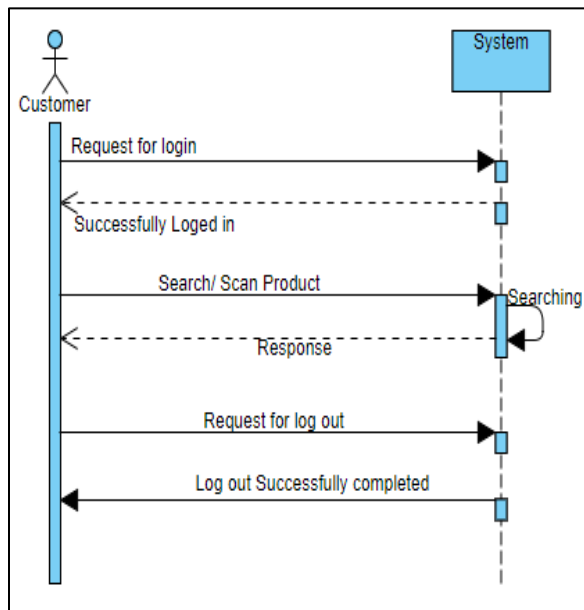 System
Customer
Request for login
Successfully Loged in
Search/ Scan Product
Searching
Response
Request for log out
Log out Successfully completed